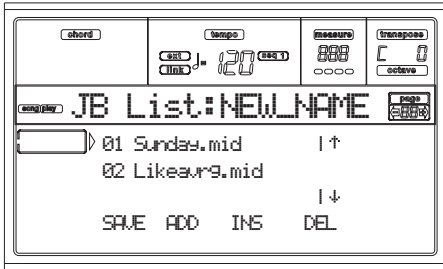 chord tempo measure transpose
ext link ♩= 120 seq 1 888 C 0
octave
song play JB List:NEW_NAME page 88
01 Sunday.mid |↑
02 Likeavrg.mid
|↓
SAVE ADD INS DEL